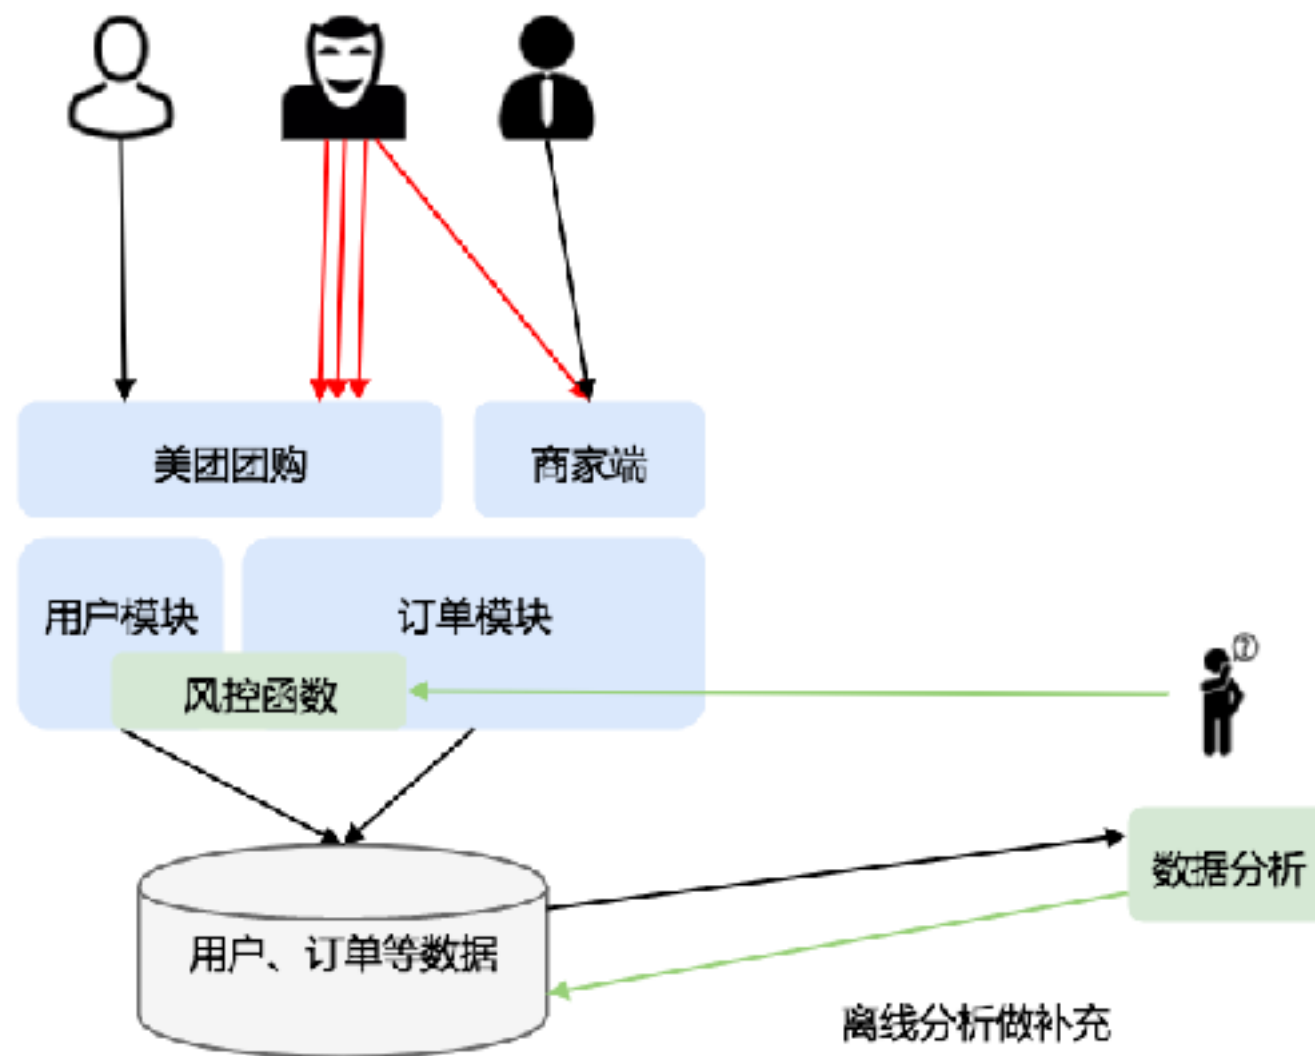 美团团购
商家端
用户模块
订单模块
风控函数
?
数据分析
用户、订单等数据
离线分析做补充